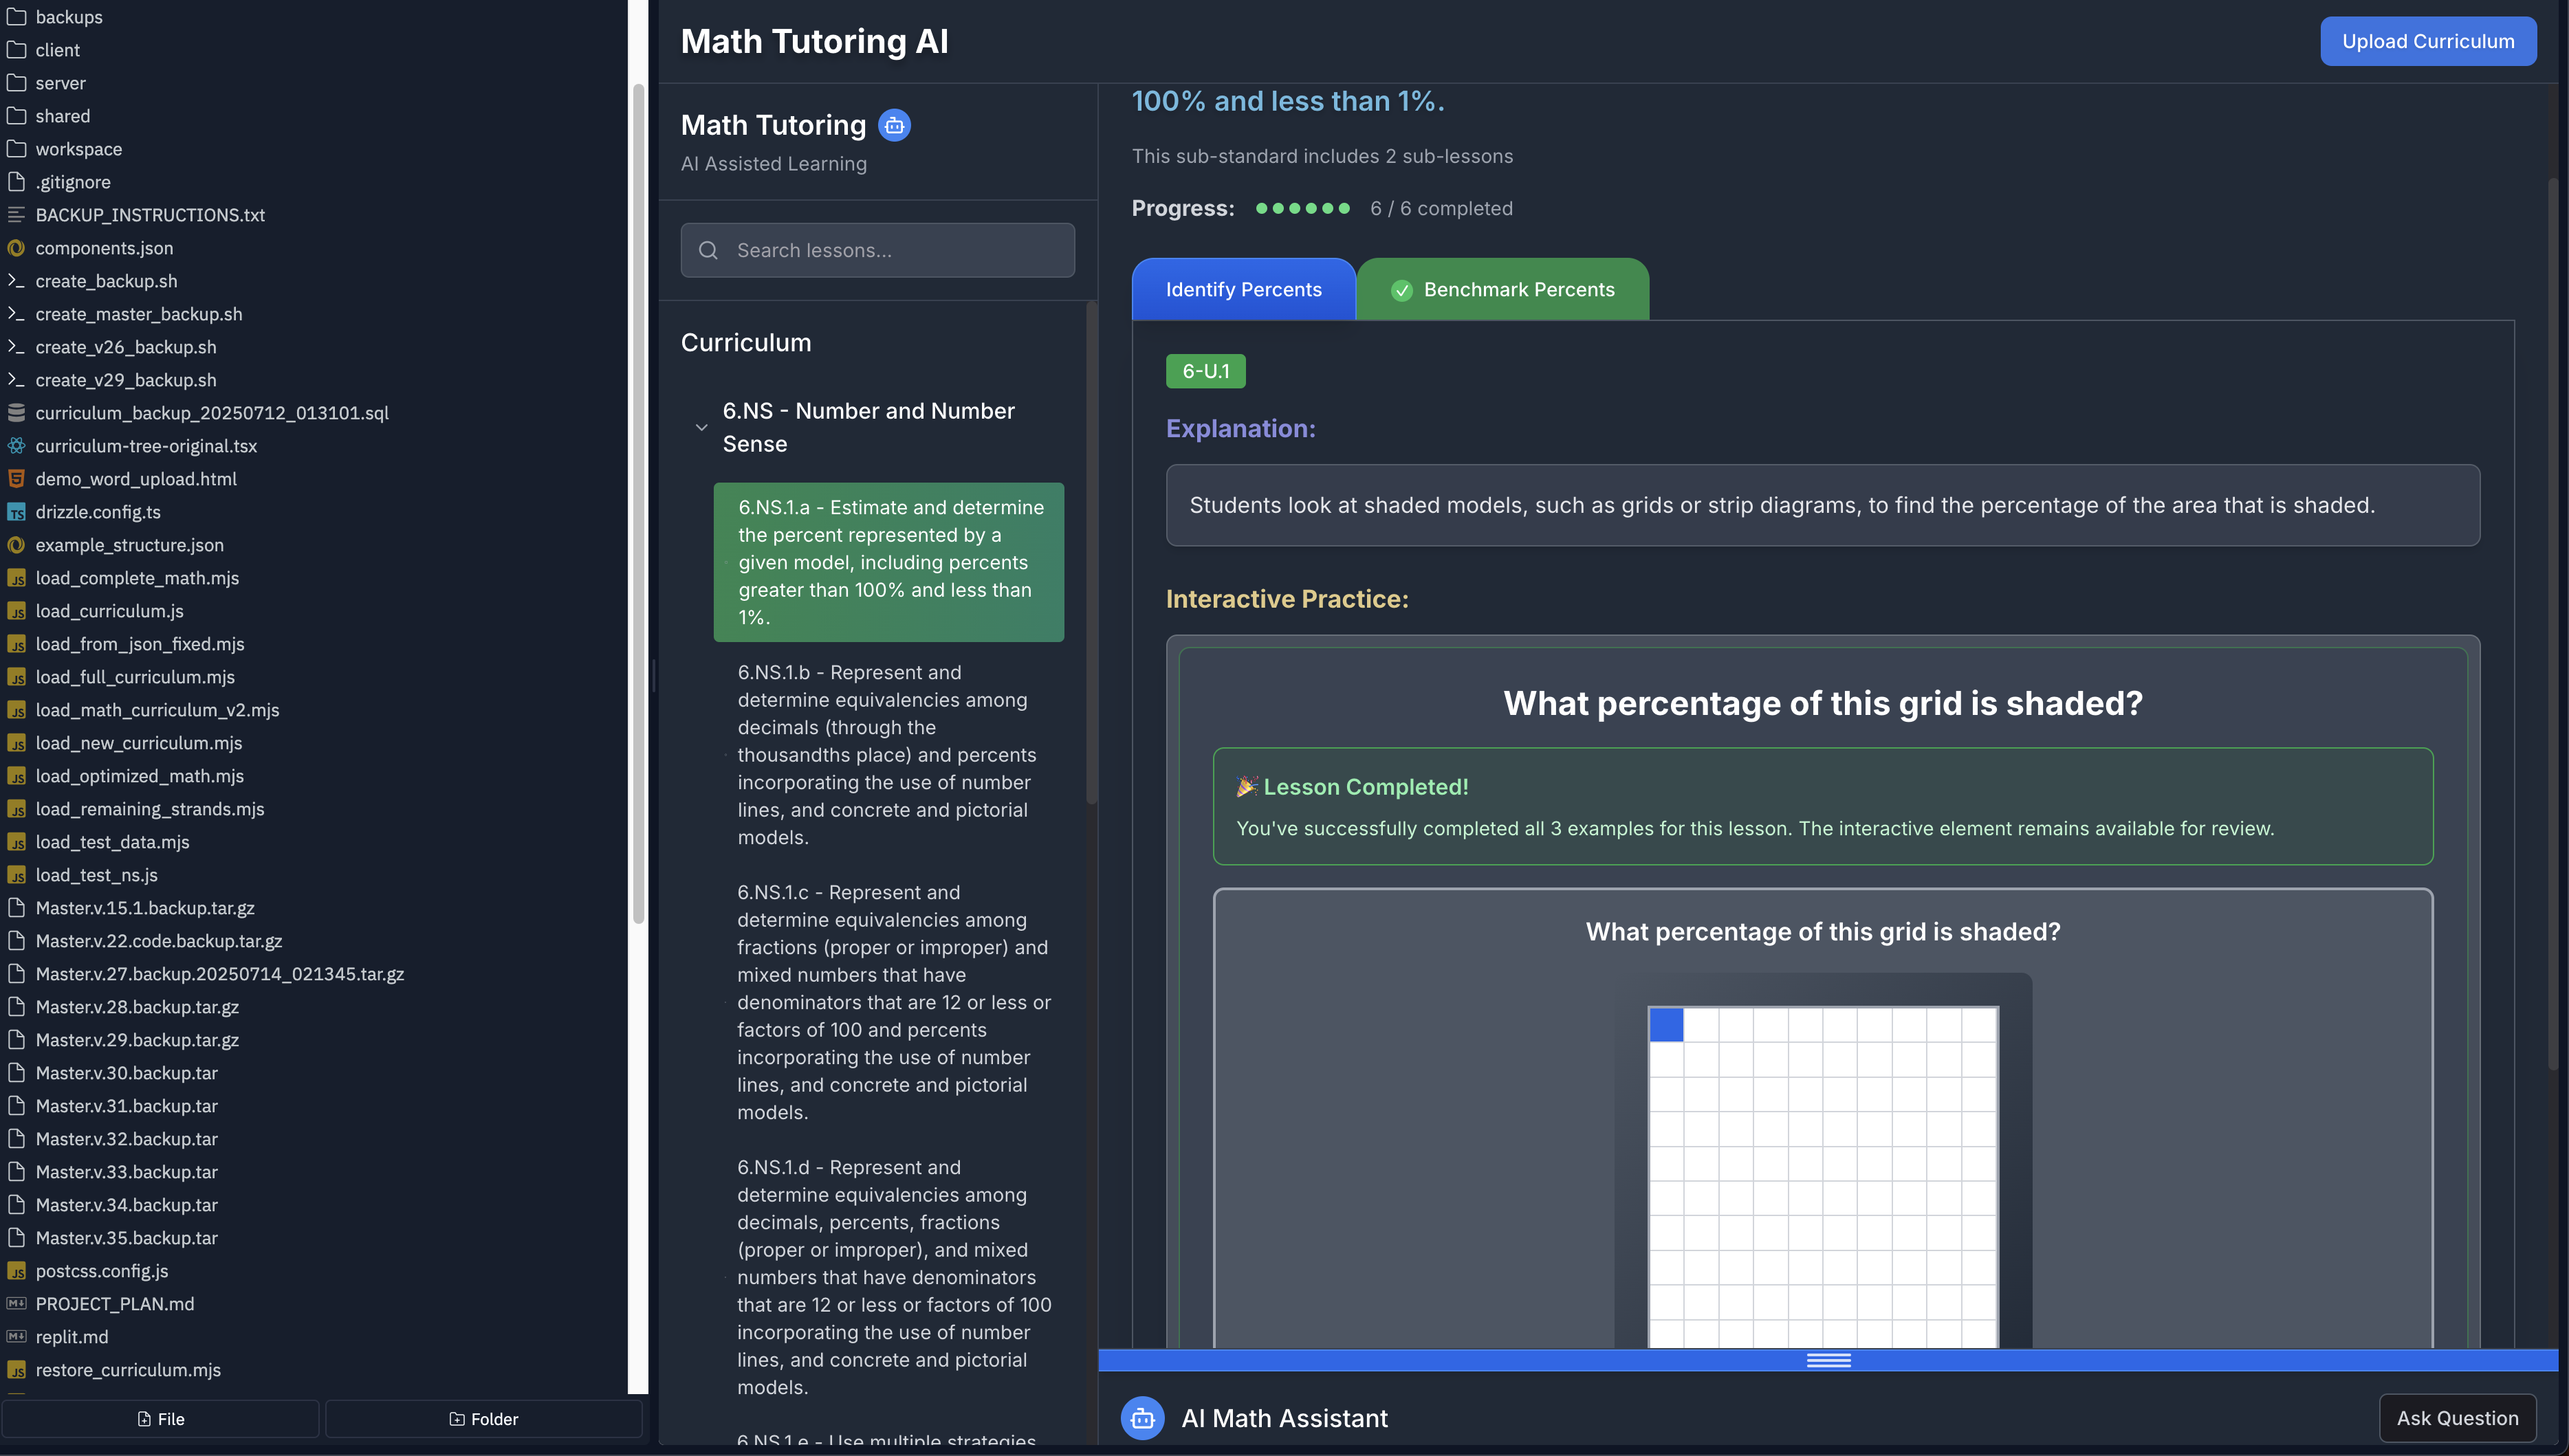 backups
client
server
shared
workspace
.gitignore
BACKUP_INSTRUCTIONS.txt
components.json
create_backup.sh
create_master_backup.sh
create_v26_backup.sh
create_v29_backup.sh
curriculum_backup_20250712_013101.sql
curriculum-tree-original.tsx
demo_word_upload.html
TS drizzle.config.ts
example_structure.json
JS load_complete_math.mjs
JS load_curriculum.js
JS load_from_json_fixed.mjs
JS load_full_curriculum.mjs
JS load_math_curriculum_v2.mjs
JS load_new_curriculum.mjs
JS load_optimized_math.mjs
JS load_remaining_strands.mjs
JS load_test_data.mjs
JS load_test_ns.js
Master.v.15.1.backup.tar.gz
Master.v.22.code.backup.tar.gz
Master.v.27.backup.20250714_021345.tar.gz
Master.v.28.backup.tar.gz
Master.v.29.backup.tar.gz
Master.v.30.backup.tar
Master.v.31.backup.tar
Master.v.32.backup.tar
Master.v.33.backup.tar
Master.v.34.backup.tar
Master.v.35.backup.tar
JS postcss.config.js
M↓ PROJECT_PLAN.md
M↓ replit.md
JS restore_curriculum.mjs
File
Folder
Math Tutoring AI
Upload Curriculum
Math Tutoring
AI Assisted Learning
Search lessons...
Curriculum
6.NS - Number and Number
Sense
6.NS.1.a - Estimate and determine
the percent represented by a
given model, including percents
greater than 100% and less than
1%.
6.NS.1.b - Represent and
determine equivalencies among
decimals (through the
thousandths place) and percents
incorporating the use of number
lines, and concrete and pictorial
models.
6.NS.1.c - Represent and
determine equivalencies among
fractions (proper or improper) and
mixed numbers that have
denominators that are 12 or less or
factors of 100 and percents
incorporating the use of number
lines, and concrete and pictorial
models.
6.NS.1.d - Represent and
determine equivalencies among
decimals, percents, fractions
(proper or improper), and mixed
numbers that have denominators
that are 12 or less or factors of 100
incorporating the use of number
lines, and concrete and pictorial
models.
6.NS.1.e - Use multiple strategies
100% and less than 1%.
This sub-standard includes 2 sub-lessons
Progress: 6 / 6 completed
Identify Percents
Benchmark Percents
6-U.1
Explanation:
Students look at shaded models, such as grids or strip diagrams, to find the percentage of the area that is shaded.
Interactive Practice:
What percentage of this grid is shaded?
🎉 Lesson Completed!
You've successfully completed all 3 examples for this lesson. The interactive element remains available for review.
What percentage of this grid is shaded?
AI Math Assistant
Ask Question